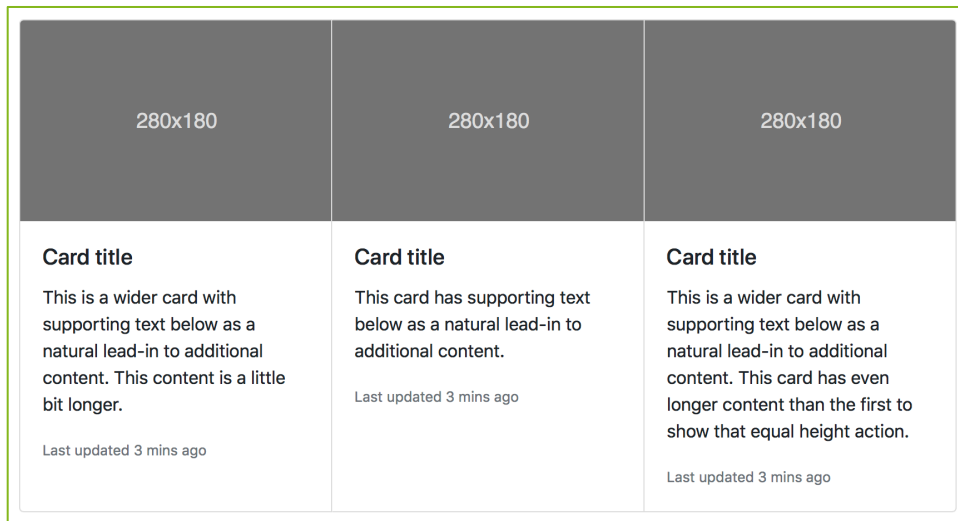 280x180
280x180
280x180
Card title
This is a wider card with
supporting text below as a
natural lead-in to additional
content. This content is a little
bit longer.
Last updated 3 mins ago
Card title
This card has supporting text
below as a natural lead-in to
additional content.
Last updated 3 mins ago
Card title
This is a wider card with
supporting text below as a
natural lead-in to additional
content. This card has even
longer content than the first to
show that equal height action.
Last updated 3 mins ago